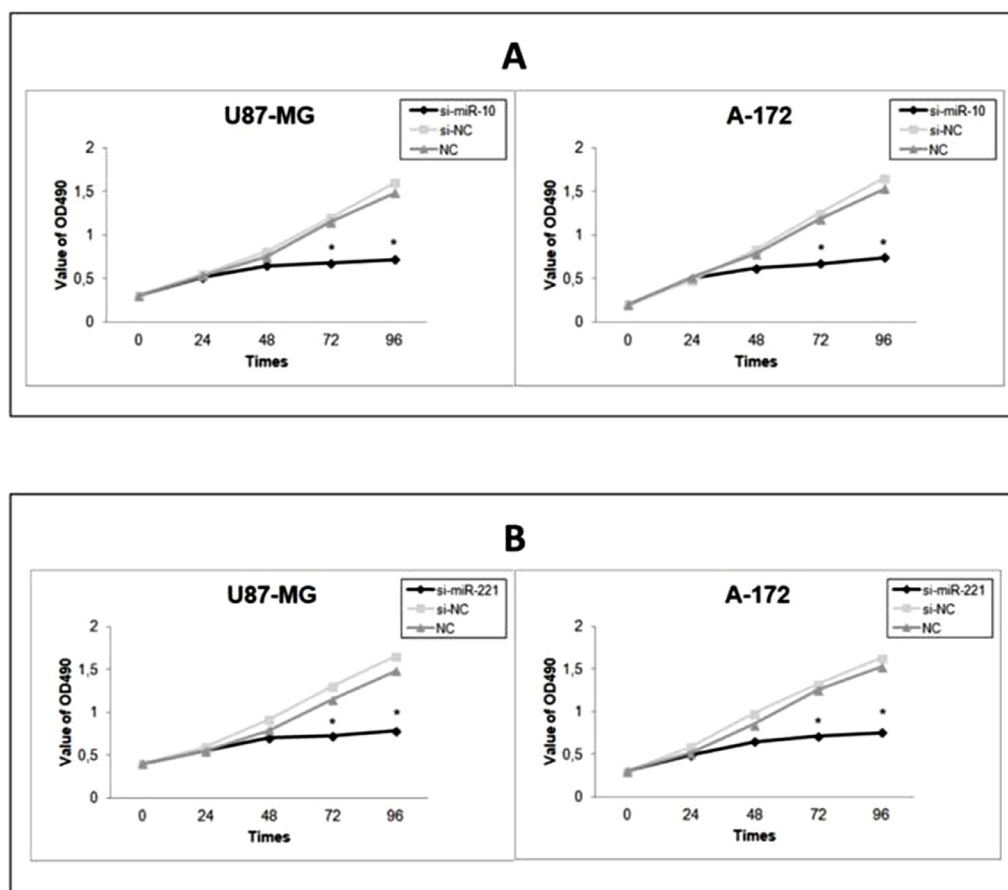 A
U87-MG
si-miR-10
si-NC
NC
2
1,5
1
0,5
0
Value of OD490
* *
0 24 48 72 96
Times
A-172
si-miR-10
si-NC
NC
2
1,5
1
0,5
0
Value of OD490
* *
0 24 48 72 96
Times
B
U87-MG
si-miR-221
si-NC
NC
2
1,5
1
0,5
0
Value of OD490
* *
0 24 48 72 96
Times
A-172
si-miR-221
si-NC
NC
2
1,5
1
0,5
0
Value of OD490
* *
0 24 48 72 96
Times